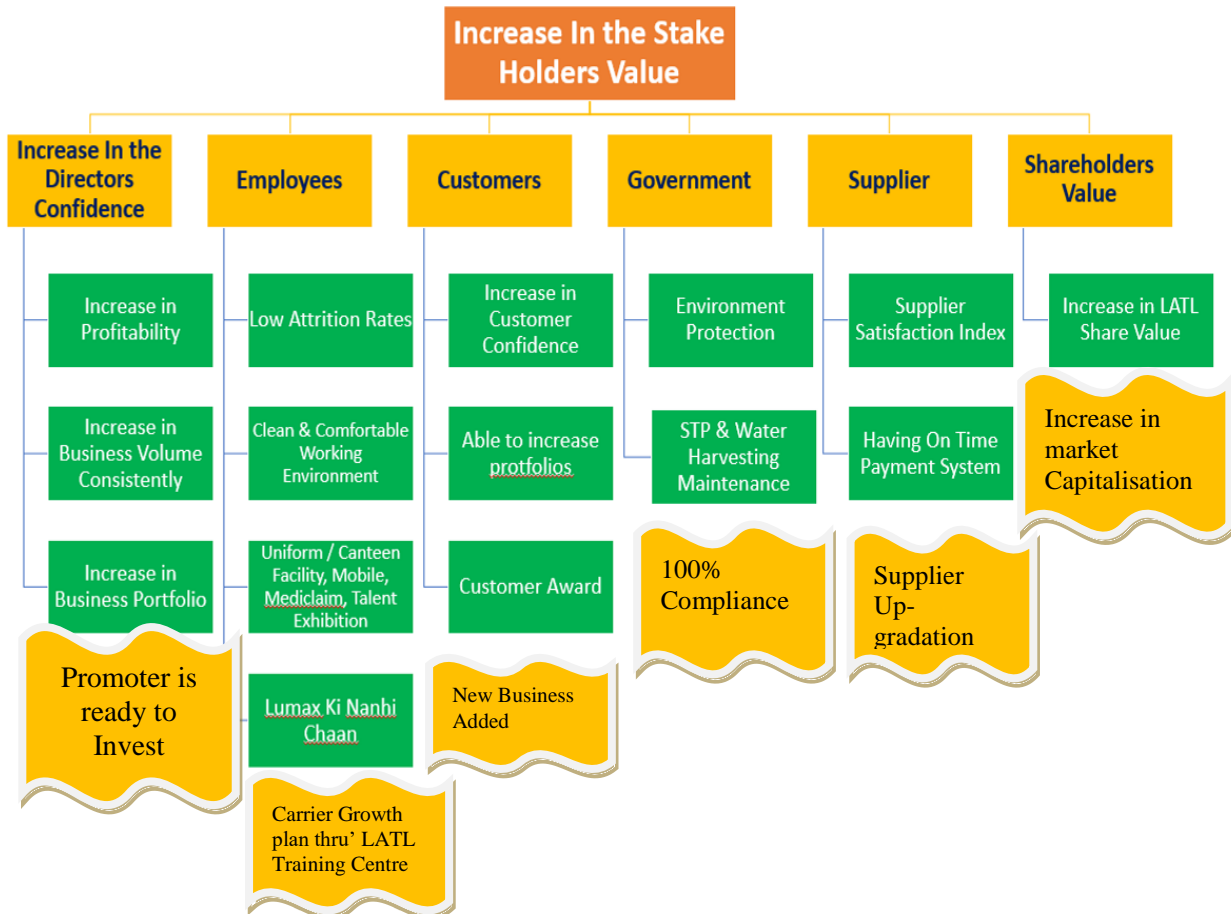 Increase In the Stake
Holders Value
Increase In the
Directors
Confidence
Employees
Customers
Government
Supplier
Shareholders
Value
Increase in
Profitability
Low Attrition Rates
Increase in
Customer
Confidence
Environment
Protection
Supplier
Satisfaction Index
Increase in LATL
Share Value
Increase in
Business Volume
Consistently
Clean & Comfortable
Working
Environment
Able to increase
protfolios
STP & Water
Harvesting
Maintenance
Having On Time
Payment System
Increase in
market
Capitalisation
Increase in
Business Portfolio
Uniform / Canteen
Facility, Mobile,
Mediclaim, Talent
Exhibition
Customer Award
100%
Compliance
Supplier
Up-
gradation
Promoter is
ready to
Invest
Lumax Ki Nanhi
Chaan
New Business
Added
Carrier Growth
plan thru’ LATL
Training Centre